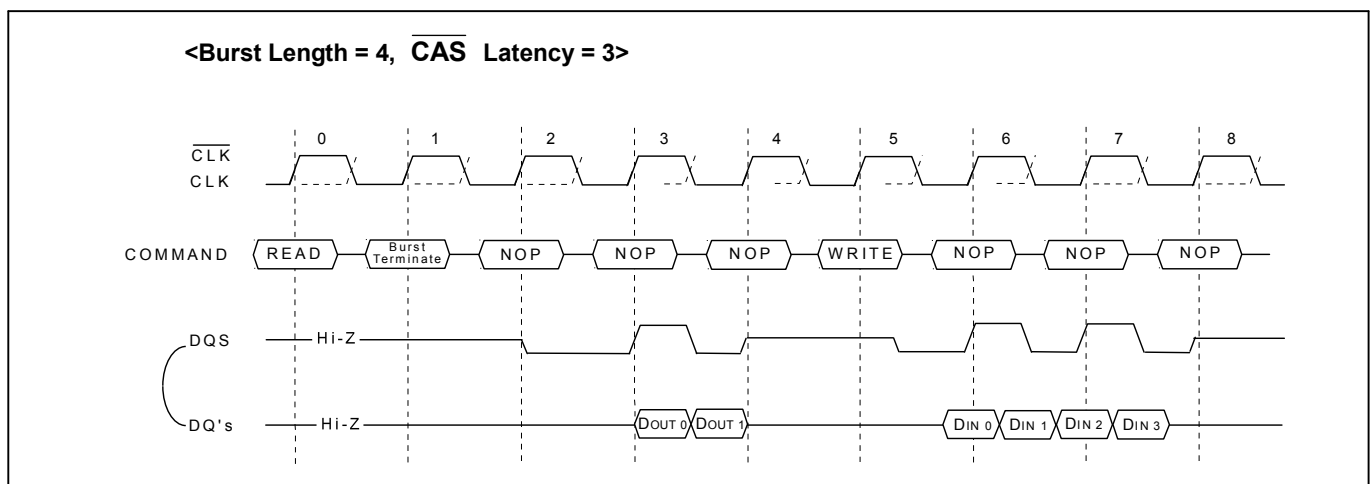 <Burst Length = 4, CAS Latency = 3>
0 1 2 3 4 5 6 7 8
CLK
CLK
COMMAND READ Burst Terminate NOP NOP NOP WRITE NOP NOP NOP
DQS Hi-Z
DQ's Hi-Z DOUT 0 DOUT 1 DIN 0 DIN 1 DIN 2 DIN 3